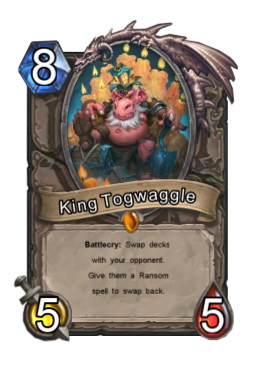 8
King Togwaggle
Battlecry: Swap decks
with your opponent.
Give them a Ransom
spell to swap back.
5 5